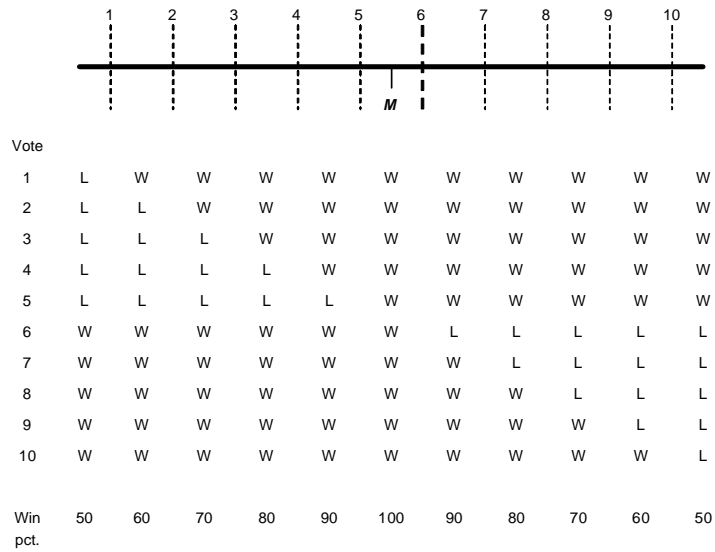 1 2 3 4 5 6 7 8 9 10
M
Vote
1 L W W W W W W W W W W
2 L L W W W W W W W W W
3 L L L W W W W W W W W
4 L L L L W W W W W W W
5 L L L L L W W W W W W
6 W W W W W W L L L L L
7 W W W W W W W L L L L
8 W W W W W W W W L L L
9 W W W W W W W W W L L
10 W W W W W W W W W W L
Win 50 60 70 80 90 100 90 80 70 60 50
pct.